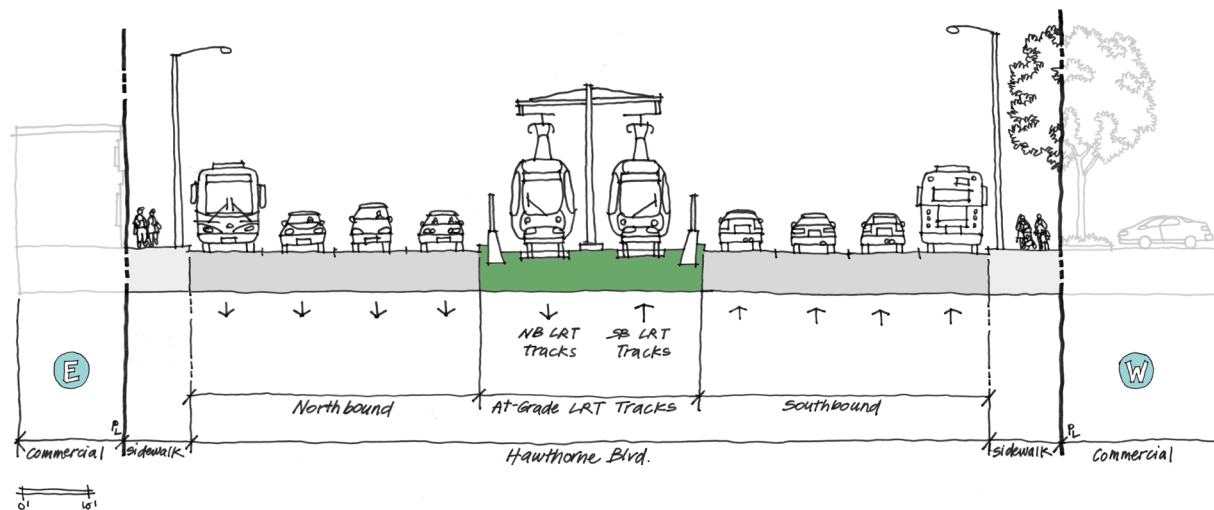 NB LRT
Tracks
SB LRT
Tracks
E
W
Northbound
At-Grade LRT Tracks
Southbound
PL
PL
Commercial
sidewalk
Hawthorne Blvd.
sidewalk
Commercial
0'
10'